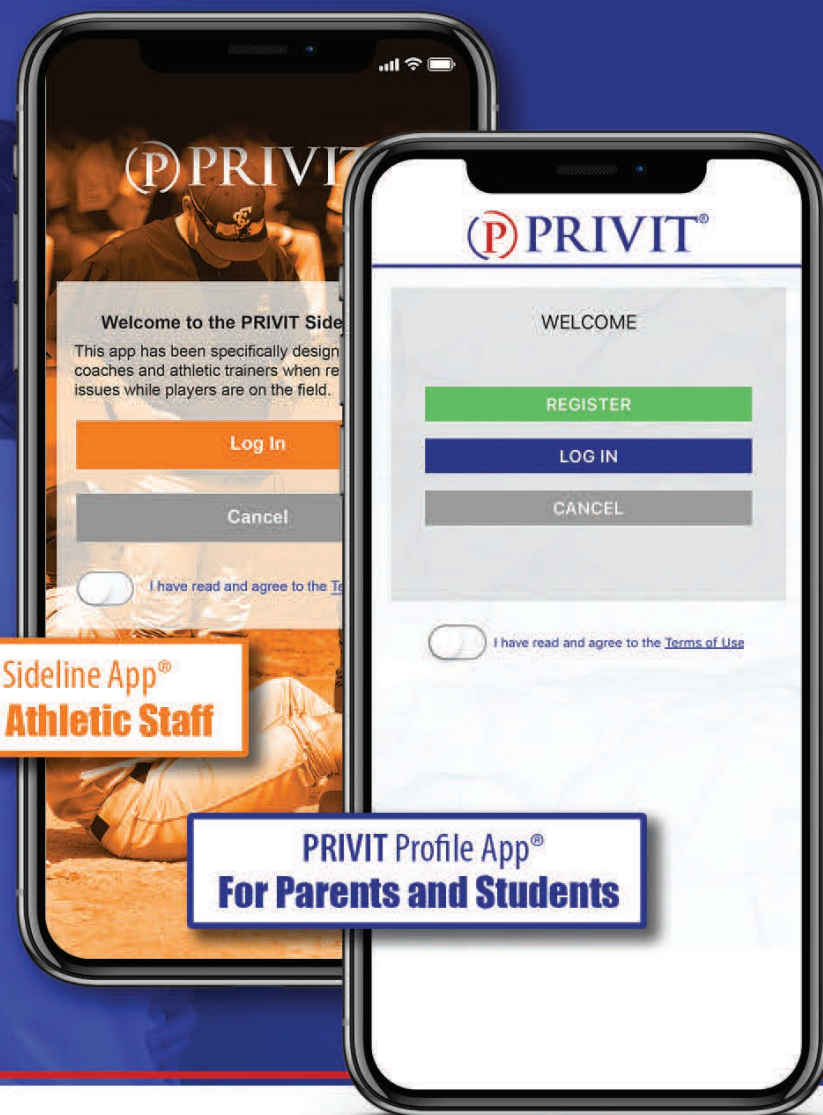 PRIVIT
Welcome to the PRIVIT Side
This app has been specifically design
coaches and athletic trainers when re
issues while players are on the field.
Log In
Cancel
I have read and agree to the Te
Sideline App®
Athletic Staff
PRIVIT®
WELCOME
REGISTER
LOG IN
CANCEL
I have read and agree to the Terms of Use
PRIVIT Profile App®
For Parents and Students